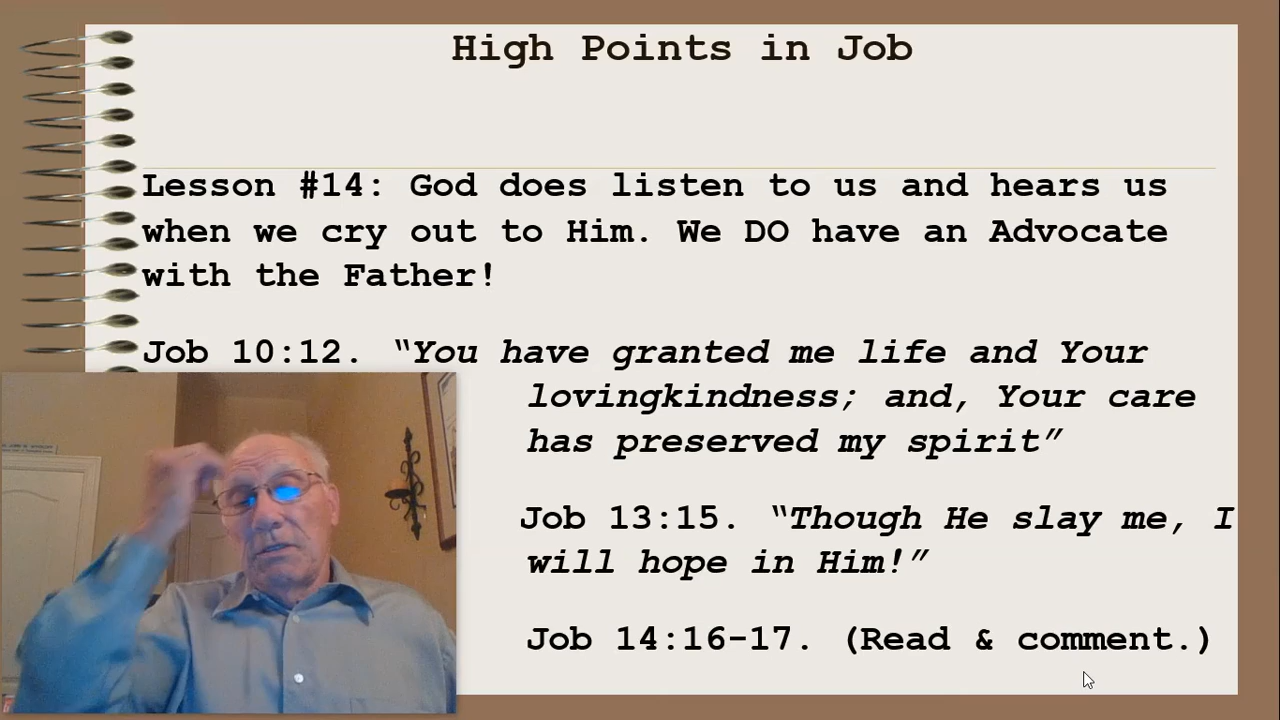 High Points in Job
Lesson #14: God does listen to us and hears us
when we cry out to Him. We DO have an Advocate
with the Father!
Job 10:12. “You have granted me life and Your
lovingkindness; and, Your care
has preserved my spirit”
Job 13:15. “Though He slay me, I
will hope in Him!”
Job 14:16-17. (Read & comment.)